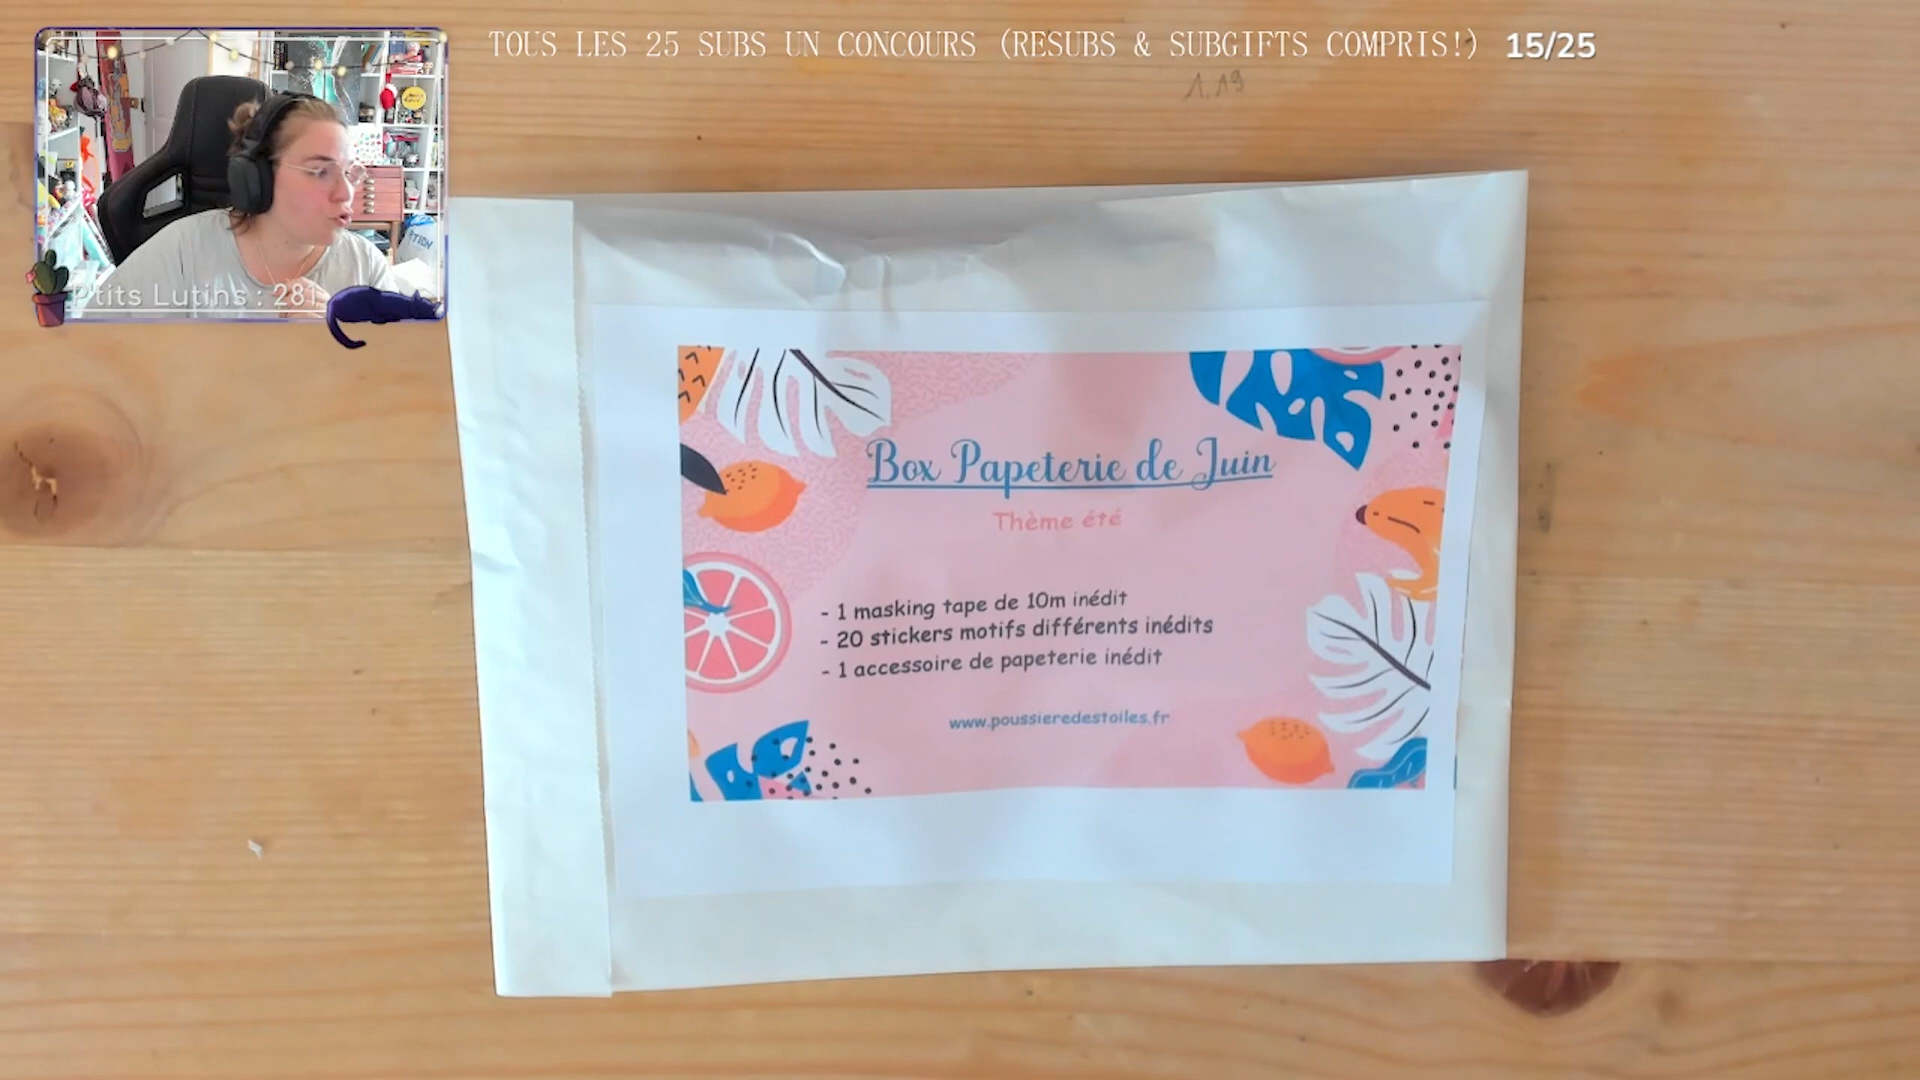 TOUS LES 25 SUBS UN CONCOURS (RESUBS & SUBGIFTS COMPRIS!) 15/25
1.19
P'tits Lutins : 281
Box Papeterie de Juin
Thème été
- 1 masking tape de 10m inédit
- 20 stickers motifs différents inédits
- 1 accessoire de papeterie inédit
www.poussieredestoiles.fr